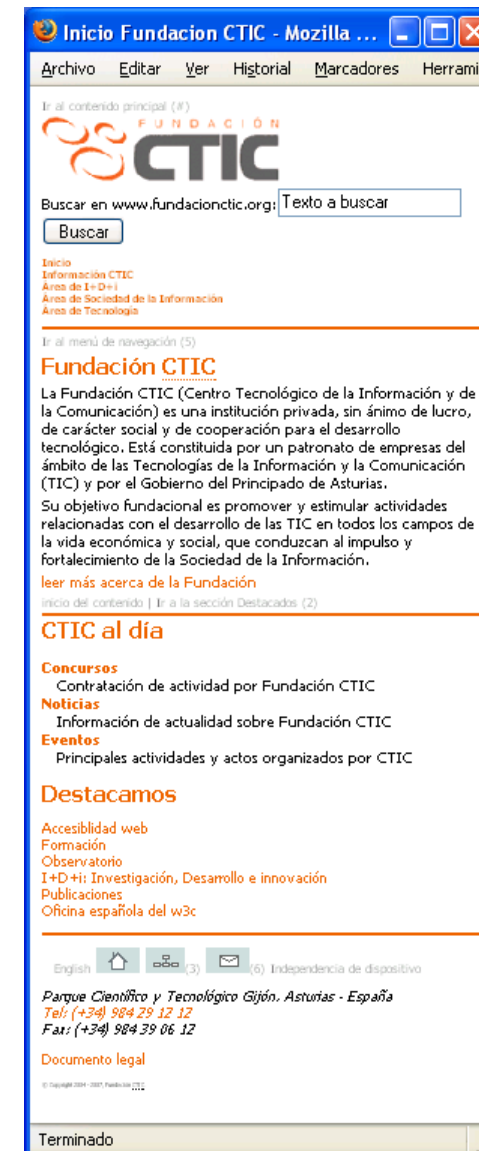 Inicio Fundacion CTIC - Mozilla ...
Archivo Editar Ver Historial Marcadores Herrami
Ir al contenido principal (#)
FUNDACIÓN
CTIC
Buscar en www.fundacionctic.org: Texto a buscar
Buscar
Inicio
Información CTIC
Área de I+D+i
Área de Sociedad de la Información
Área de Tecnología
Ir al menú de navegación (5)
Fundación CTIC
La Fundación CTIC (Centro Tecnológico de la Información y de
la Comunicación) es una institución privada, sin ánimo de lucro,
de carácter social y de cooperación para el desarrollo
tecnológico. Está constituida por un patronato de empresas del
ámbito de las Tecnologías de la Información y la Comunicación
(TIC) y por el Gobierno del Principado de Asturias.
Su objetivo fundacional es promover y estimular actividades
relacionadas con el desarrollo de las TIC en todos los campos de
la vida económica y social, que conduzcan al impulso y
fortalecimiento de la Sociedad de la Información.
leer más acerca de la Fundación
inicio del contenido | Ir a la sección Destacados (2)
CTIC al día
Concursos
Contratación de actividad por Fundación CTIC
Noticias
Información de actualidad sobre Fundación CTIC
Eventos
Principales actividades y actos organizados por CTIC
Destacamos
Accesiblidad web
Formación
Observatorio
I+D+i: Investigación, Desarrollo e innovación
Publicaciones
Oficina española del w3c
English (3) (6) Independencia de dispositivo
Parque Científico y Tecnológico Gijón, Asturias - España
Tel: (+34) 984 29 12 12
Fax: (+34) 984 39 06 12
Documento legal
© Copyright 2004 - 2007, Fundación CTIC
Terminado